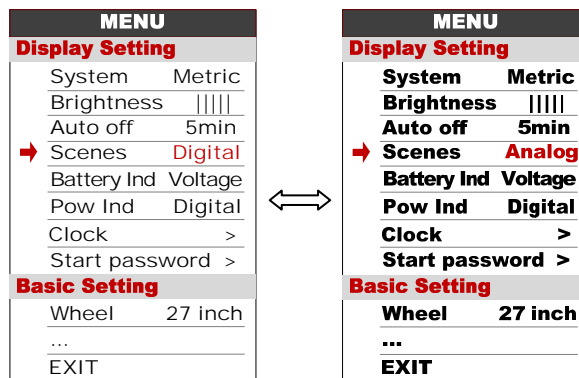 MENU
Display Setting
System Metric
Brightness |||||
Auto off 5min
Scenes Digital
Battery Ind Voltage
Pow Ind Digital
Clock >
Start password >
Basic Setting
Wheel 27 inch
...
EXIT
MENU
Display Setting
System Metric
Brightness |||||
Auto off 5min
Scenes Analog
Battery Ind Voltage
Pow Ind Digital
Clock >
Start password >
Basic Setting
Wheel 27 inch
...
EXIT